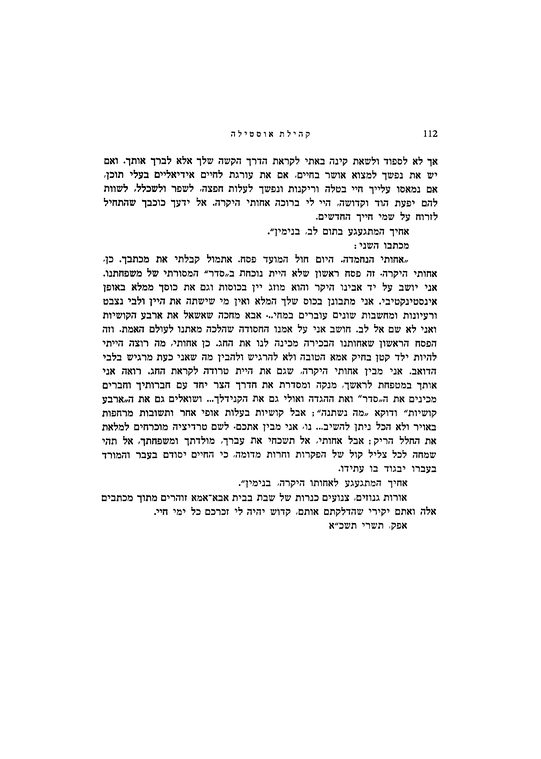 112
קהילת אוסטילה
אך לא לספוד ולשאת קינה באתי לקראת הדרך הקשה שלך אלא לברך אותך. ואם
יש את נפשך למצוא אושר בחיים, אם את עורגת לחיים אידיאליים בעלי תוכן,
אם נמאסו עלייך חיי בטלה וריקנות ונפשך לעלות חפצה, לשפר ולשכלל, לשוות
להם יפעת הוד וקדושה, היי לי ברוכה אחותי היקרה. אל ידעך כוכבך שהתחיל
לזרוח על שמי חייך החדשים.
אחיך המתגעגע בתום לב, בנימין".
מכתבו השני:
„אחותי הנחמדה. היום חול המועד פסח. אתמול קבלתי את מכתבך. כן,
אחותי היקרה, זה פסח ראשון שלא היית נוכחת ב„סדר" המסורתי של משפחתנו.
אני יושב על יד אבינו היקר והוא מוזג יין בכוסות וגם את כוסך ממלא באופן
אינסטינקטיבי. אני מתבונן בכוס שלך המלא ואין מי שישתה את היין ולבי נצבט
ורעיונות ומחשבות שונים עוברים במחי... אבא מחכה שאשאל את ארבע הקושיות
ואני לא שם אל לב. חושב אני על אמנו החסודה שהלכה מאתנו לעולם האמת, וזה
הפסח הראשון שאחותנו הבכירה מכינה לנו את החג. כן אחותי, מה רוצה הייתי
להיות ילד קטן בחיק אמא הטובה ולא להרגיש ולהבין מה שאני כעת מרגיש בלבי
הדואב. אני מבין אחותי היקרה, שגם את היית טרודה לקראת החג. רואה אני
אותך במטפחת לראשך, מנקה ומסדרת את חדרך הצר יחד עם חברותיך וחברים
מכינים את ה„סדר" ואת ההגדה ואולי גם את הקנידלך... ושואלים גם את ה„ארבע
קושיות" ודוקא „מה נשתנה"; אבל קושיות בעלות אופי אחר ותשובות מרחפות
באויר ולא הכל ניתן להשיב... נו, אני מבין אתכם. לשם טרדיציה מוכרחים למלאת
את החלל הריק; אבל אחותי, אל תשכחי את עברך, מולדתך ומשפחתך, אל תהי
שמחה לכל צליל קול של הפקרות וחרות מדומה, כי החיים יסודם בעבר והמורד
בעברו יבגוד בו עתידו.
אחיך המתגעגע לאחותו היקרה, בנימין".
אורות גנוזים, צנועים כנרות של שבת בבית אבא־אמא זוהרים מתוך מכתבים
אלה ואתם יקירי שהדלקתם אותם, קדוש יהיה לי זכרכם כל ימי חיי.
אפק, תשרי תשכ"א